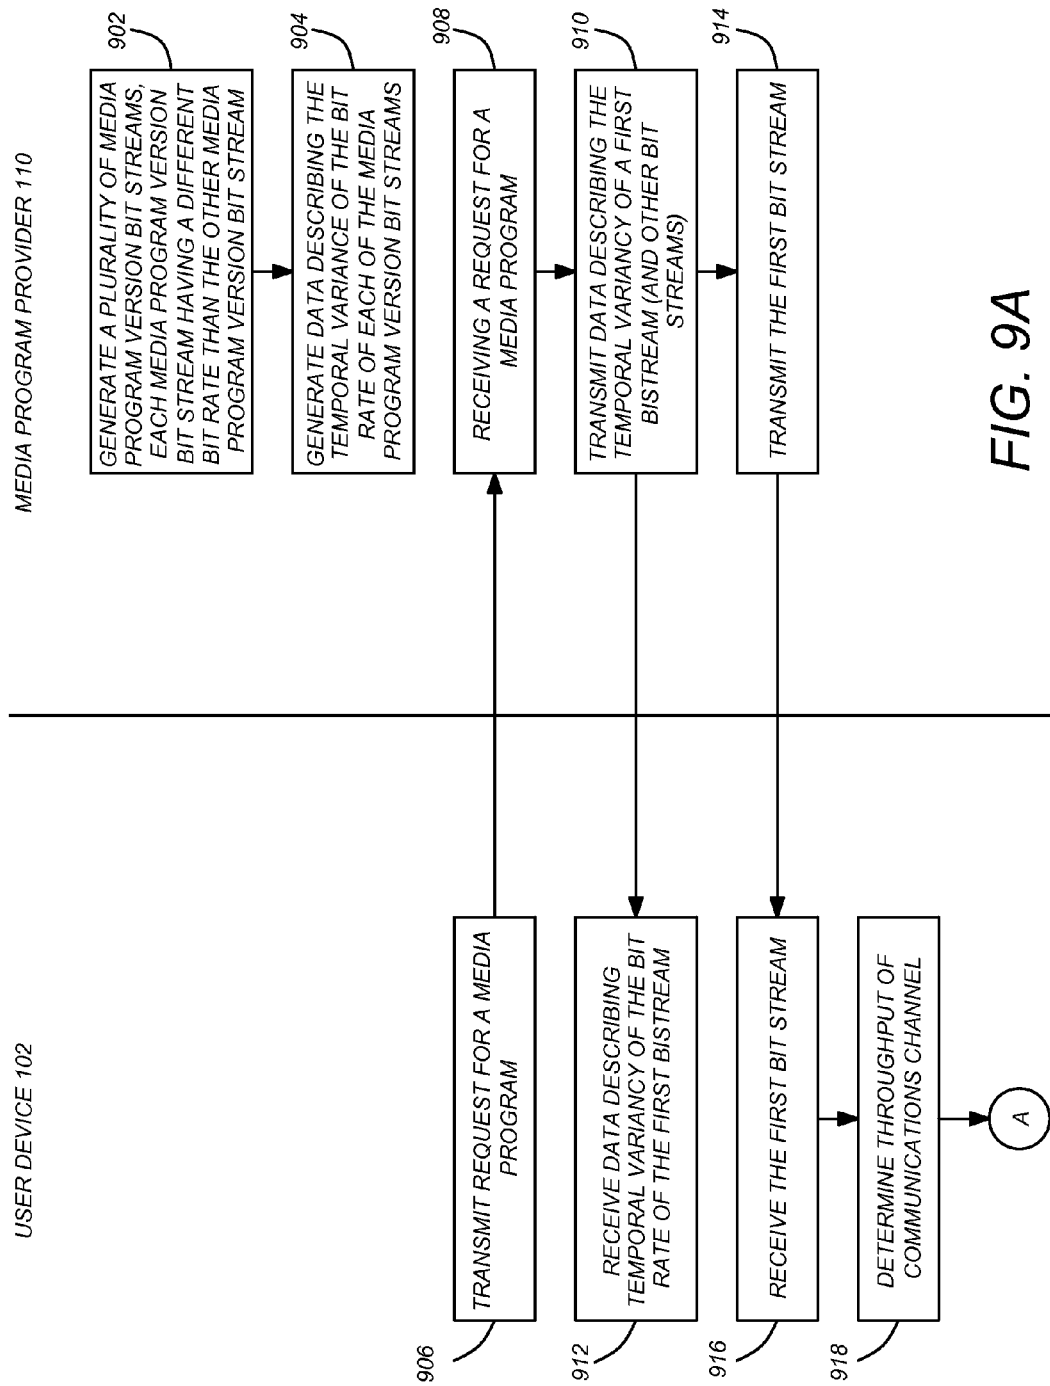 USER DEVICE 102
MEDIA PROGRAM PROVIDER 110
902
GENERATE A PLURALITY OF MEDIA
PROGRAM VERSION BIT STREAMS,
EACH MEDIA PROGRAM VERSION
BIT STREAM HAVING A DIFFERENT
BIT RATE THAN THE OTHER MEDIA
PROGRAM VERSION BIT STREAM
904
GENERATE DATA DESCRIBING THE
TEMPORAL VARIANCE OF THE BIT
RATE OF EACH OF THE MEDIA
PROGRAM VERSION BIT STREAMS
906
TRANSMIT REQUEST FOR A MEDIA
PROGRAM
908
RECEIVING A REQUEST FOR A
MEDIA PROGRAM
910
TRANSMIT DATA DESCRIBING THE
TEMPORAL VARIANCY OF A FIRST
BISTREAM (AND OTHER BIT
STREAMS)
912
RECEIVE DATA DESCRIBING
TEMPORAL VARIANCY OF THE BIT
RATE OF THE FIRST BISTREAM
914
TRANSMIT THE FIRST BIT STREAM
916
RECEIVE THE FIRST BIT STREAM
918
DETERMINE THROUGHPUT OF
COMMUNICATIONS CHANNEL
A
FIG. 9A